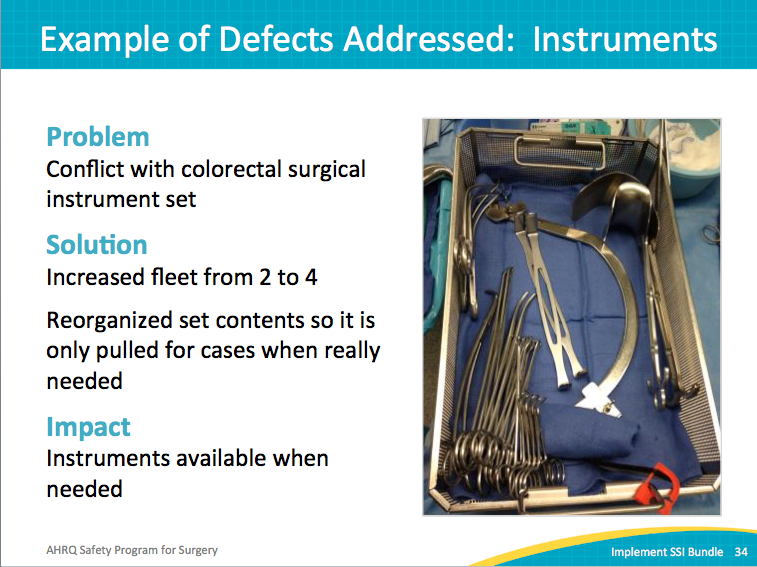 Example of Defects Addressed:  Instruments
Problem
Conflict with colorectal surgical
instrument set
Solution
Increased fleet from 2 to 4
Reorganized set contents so it is
only pulled for cases when really
needed
Impact
Instruments available when
needed
AHRQ Safety Program for Surgery
Implement SSI Bundle 34